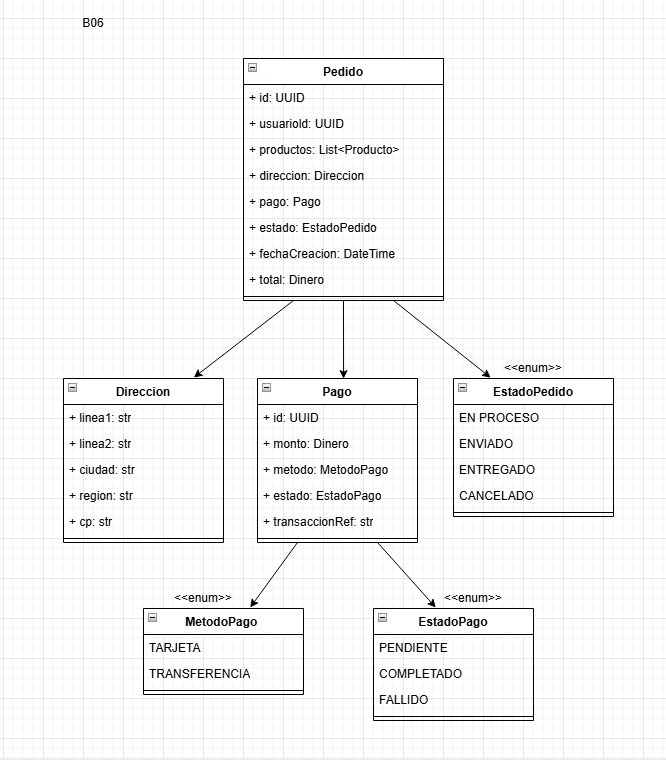 B06
Pedido
+ id: UUID
+ usuarioId: UUID
+ productos: List<Producto>
+ direccion: Direccion
+ pago: Pago
+ estado: EstadoPedido
+ fechaCreacion: DateTime
+ total: Dinero
Direccion
+ linea1: str
+ linea2: str
+ ciudad: str
+ region: str
+ cp: str
Pago
+ id: UUID
+ monto: Dinero
+ metodo: MetodoPago
+ estado: EstadoPago
+ transaccionRef: str
<<enum>>
EstadoPedido
EN PROCESO
ENVIADO
ENTREGADO
CANCELADO
<<enum>>
MetodoPago
TARJETA
TRANSFERENCIA
<<enum>>
EstadoPago
PENDIENTE
COMPLETADO
FALLIDO